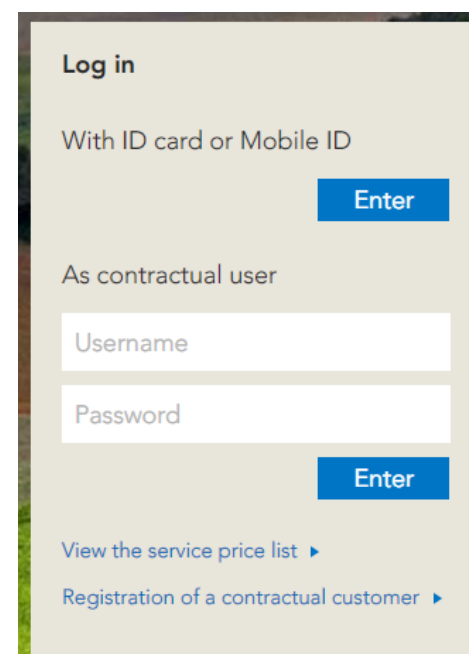 Log in
With ID card or Mobile ID
Enter
As contractual user
Username
Password
Enter
View the service price list
Registration of a contractual customer